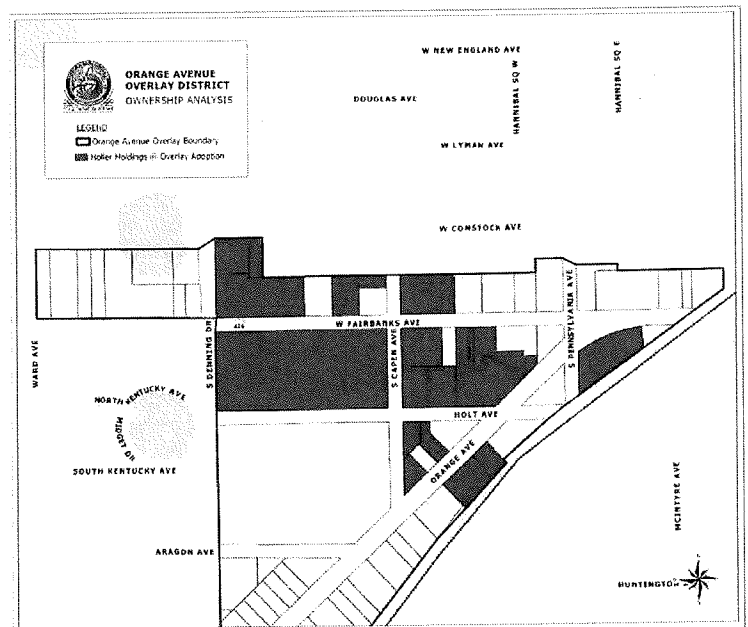 W NEW ENGLAND AVE
HANNIBAL SQ W
HANNIBAL SQ E
ORANGE AVENUE
OVERLAY DISTRICT
OWNERSHIP ANALYSIS
DOUGLAS AVE
LEGEND
Orange Avenue Overlay Boundary
Holler Holdings @ Overlay Adoption
W LYMAN AVE
W COMSTOCK AVE
S PENNSYLVANIA AVE
426
W FAIRBANKS AVE
WARD AVE
S DENNING DR
S CAPEN AVE
NORTH KENTUCKY AVE
MIDGET DR
HOLT AVE
SOUTH KENTUCKY AVE
ORANGE AVE
MCINTYRE AVE
ARAGON AVE
HUNTINGTON